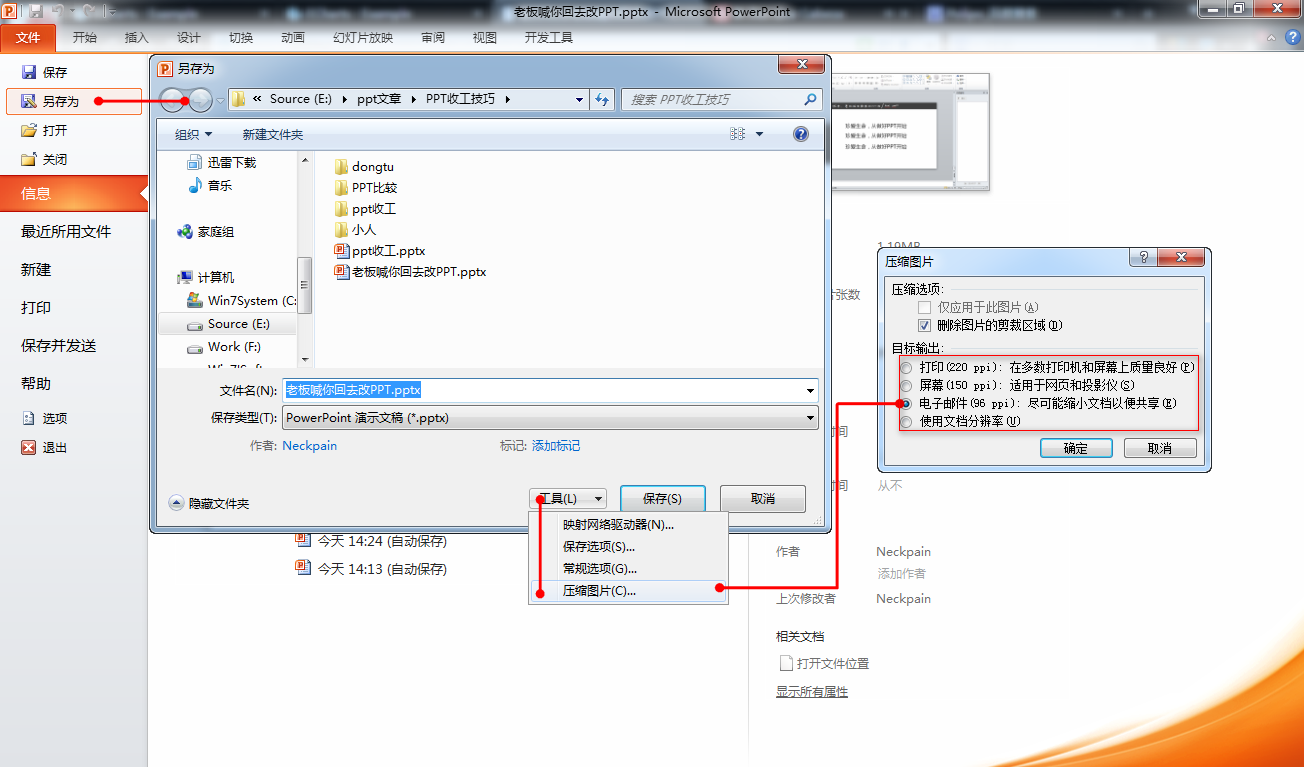 老板喊你回去改PPT.pptx - Microsoft PowerPoint
文件 开始 插入 设计 切换 动画 幻灯片放映 审阅 视图 开发工具
保存
另存为
打开
关闭
信息
最近所用文件
新建
打印
保存并发送
帮助
选项
退出
另存为
« Source (E:) ▸ ppt文章 ▸ PPT收工技巧 ▸
搜索 PPT收工技巧
组织 新建文件夹
迅雷下载
音乐
家庭组
计算机
Win7System (C:
Source (E:)
Work (F:)
dongtu
PPT比较
ppt收工
小人
ppt收工.pptx
老板喊你回去改PPT.pptx
文件名(N): 老板喊你回去改PPT.pptx
保存类型(T): PowerPoint 演示文稿 (*.pptx)
作者: Neckpain 标记: 添加标记
隐藏文件夹
工具(L) 保存(S) 取消
映射网络驱动器(N)...
保存选项(S)...
常规选项(G)...
压缩图片(C)...
今天 14:24 (自动保存)
今天 14:13 (自动保存)
1.19MB
片张数
压缩图片
压缩选项:
仅应用于此图片(A)
删除图片的剪裁区域(D)
目标输出:
打印(220 ppi): 在多数打印机和屏幕上质量良好(P)
屏幕(150 ppi): 适用于网页和投影仪(S)
电子邮件(96 ppi): 尽可能缩小文档以便共享(E)
使用文档分辨率(U)
确定 取消
时间
时间 从不
作者 Neckpain
添加作者
上次修改者 Neckpain
相关文档
打开文件位置
显示所有属性